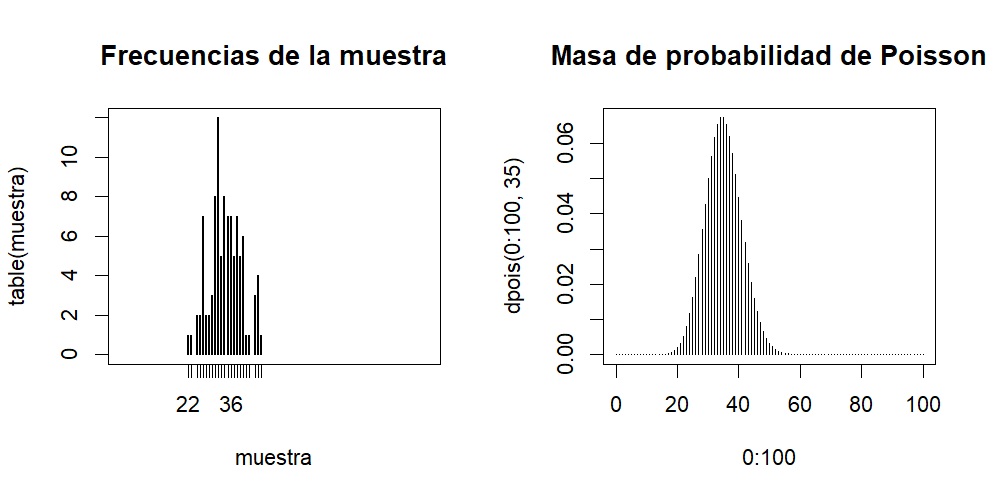 Frecuencias de la muestra
table(muestra)
10
8
6
4
2
0
22 36
muestra
Masa de probabilidad de Poisson
dpois(0:100, 35)
0.06
0.04
0.02
0.00
0 20 40 60 80 100
0:100